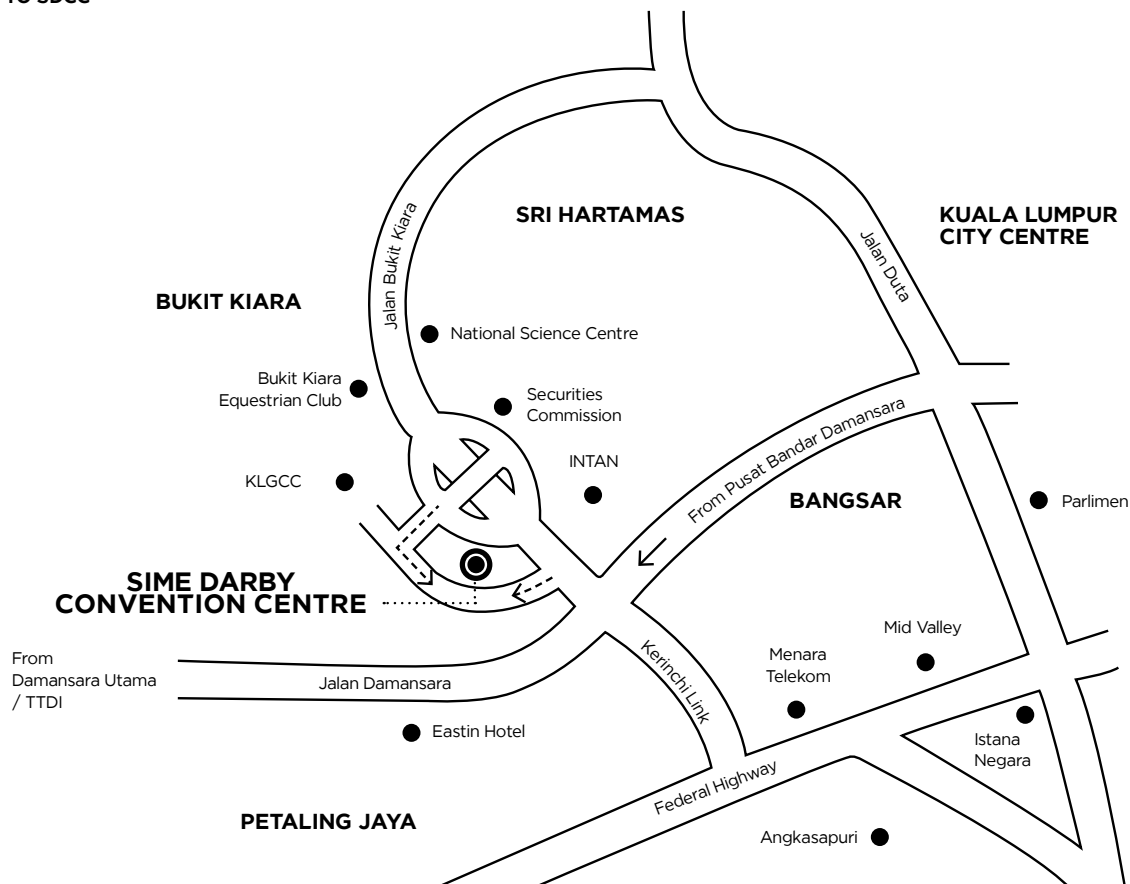 TO SDCC
SRI HARTAMAS
KUALA LUMPUR
CITY CENTRE
Jalan Bukit Kiara
Jalan Duta
BUKIT KIARA
National Science Centre
Bukit Kiara
Equestrian Club
Securities
Commission
From Pusat Bandar Damansara
KLGCC
INTAN
BANGSAR
Parlimen
SIME DARBY
CONVENTION CENTRE
From
Damansara Utama
/ TTDI
Jalan Damansara
Kerinchi Link
Mid Valley
Menara
Telekom
Eastin Hotel
Istana
Negara
Federal Highway
PETALING JAYA
Angkasapuri